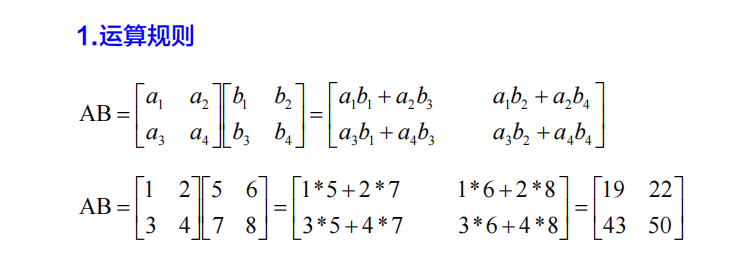 1.运算规则
AB = [a₁ a₂; a₃ a₄][b₁ b₂; b₃ b₄] = [a₁b₁ + a₂b₃ a₁b₂ + a₂b₄; a₃b₁ + a₄b₃ a₃b₂ + a₄b₄]
AB = [1 2; 3 4][5 6; 7 8] = [1*5+2*7 1*6+2*8; 3*5+4*7 3*6+4*8] = [19 22; 43 50]